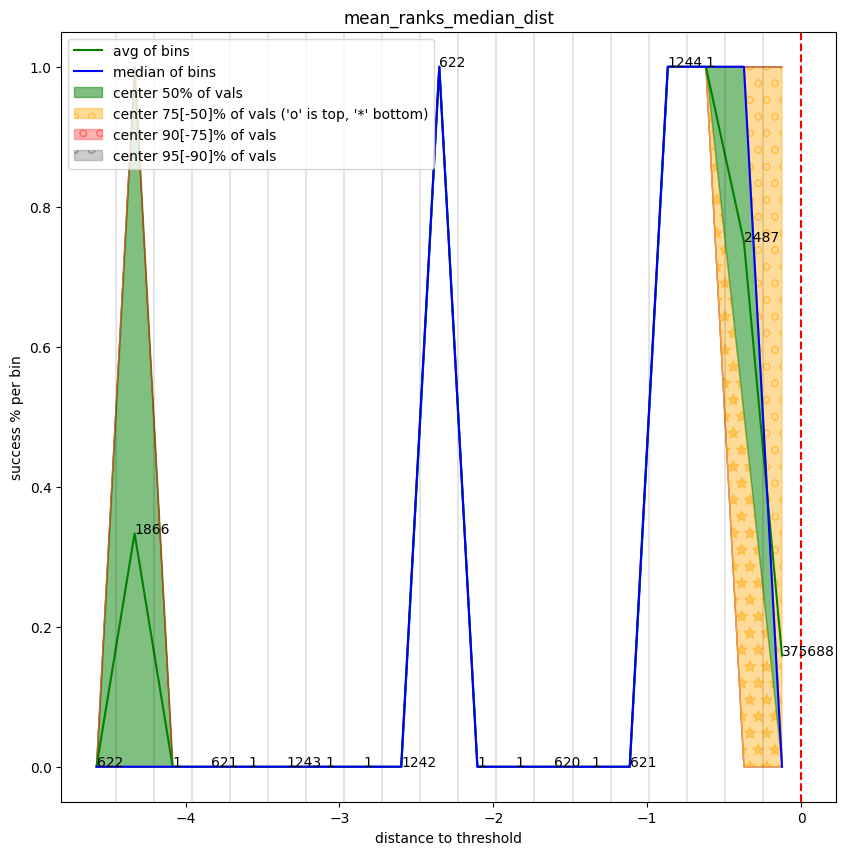 mean_ranks_median_dist
avg of bins
median of bins
center 50% of vals
center 75[-50]% of vals ('o' is top, '*' bottom)
center 90[-75]% of vals
center 95[-90]% of vals
622
1244 1
2487
1866
375688
622 1 621 1 1243 1 1 1242 1 1 620 1 621
1.0
0.8
0.6
0.4
0.2
0.0
success % per bin
−4 −3 −2 −1 0
distance to threshold